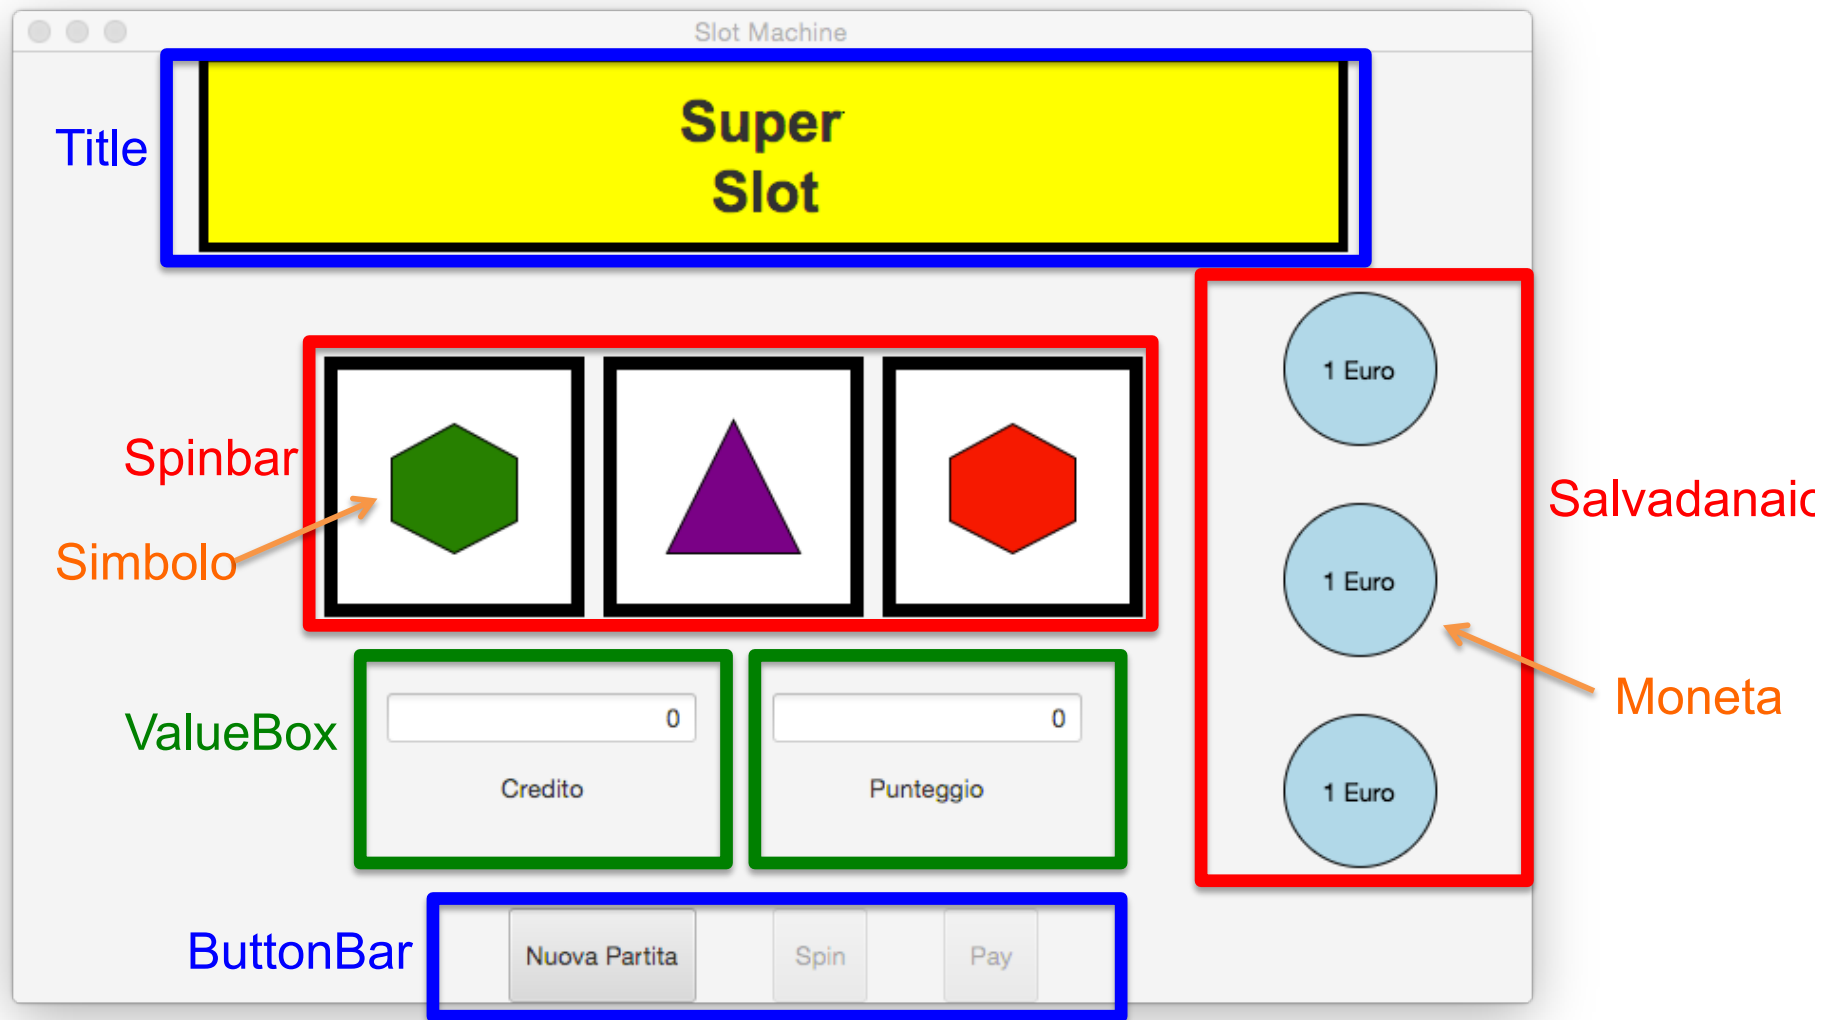 Slot Machine
Title
Super
Slot
1 Euro
Spinbar
1 Euro
Salvadanaio
Simbolo
Moneta
ValueBox
0
0
Credito
Punteggio
1 Euro
ButtonBar
Nuova Partita
Spin
Pay